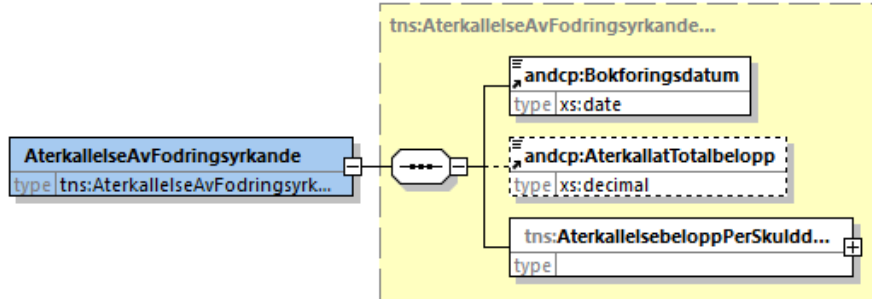 tns:AterkallelseAvFodringsyrkande...
andcp:Bokforingsdatum
type xs:date
AterkallelseAvFodringsyrkande
type tns:AterkallelseAvFodringsyrk...
andcp:AterkallatTotalbelopp
type xs:decimal
tns:AterkallelsebeloppPerSkuldd...
type